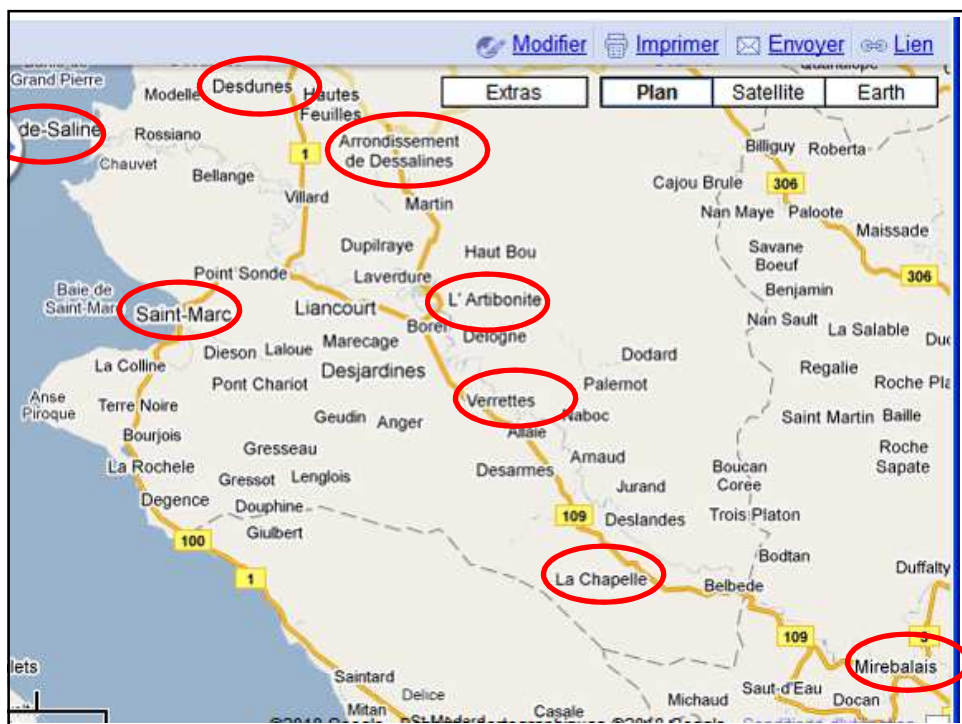 Modifier Imprimer Envoyer Lien
Grand Pierre
Modelle
Desdunes
Hautes
Feuilles
Extras
Plan
Satellite
Earth
de-Saline
Rossiano
Arrondissement
de Dessalines
Billiguy
Roberta
Chauvet
Bellange
1
Villard
Martin
Cajou Brule
306
Nan Maye
Paloote
Maissade
Dupilraye
Haut Bou
Savane
Boeuf
Point Sonde
Laverdure
306
Baie de
Saint-Marc
Saint-Marc
Liancourt
L' Artibonite
Benjamin
Borel
Delogne
Nan Sault
La Salable
Marecage
Dieson
Laloue
La Colline
Desjardines
Dodard
Regalie
Pont Chariot
Palernot
Roche Pla
Anse
Piroque
Terre Noire
Geudin
Anger
Verrettes
Naboc
Saint Martin
Baille
Bourjois
Allaie
Gresseau
Roche
Sapate
La Rochele
Gressot
Lenglois
Desarmes
Arnaud
Boucan
Coree
Jurand
Degence
Douphine
109
Deslandes
Trois Platon
100
Giulbert
Bodtan
1
La Chapelle
Belbede
Duffalty
109
3
Mirebalais
lets
Saintard
Saut-d'Eau
Delice
Mitan
Casale
Michaud
Docan